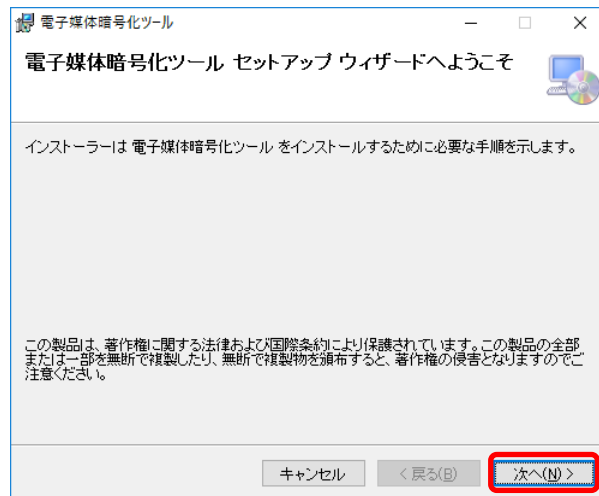 電子媒体暗号化ツール
電子媒体暗号化ツール セットアップ ウィザードへようこそ
インストーラーは 電子媒体暗号化ツール をインストールするために必要な手順を示します。
この製品は、著作権に関する法律および国際条約により保護されています。この製品の全部
または一部を無断で複製したり、無断で複製物を頒布すると、著作権の侵害となりますのでご
注意ください。
キャンセル
< 戻る(B)
次へ(N) >